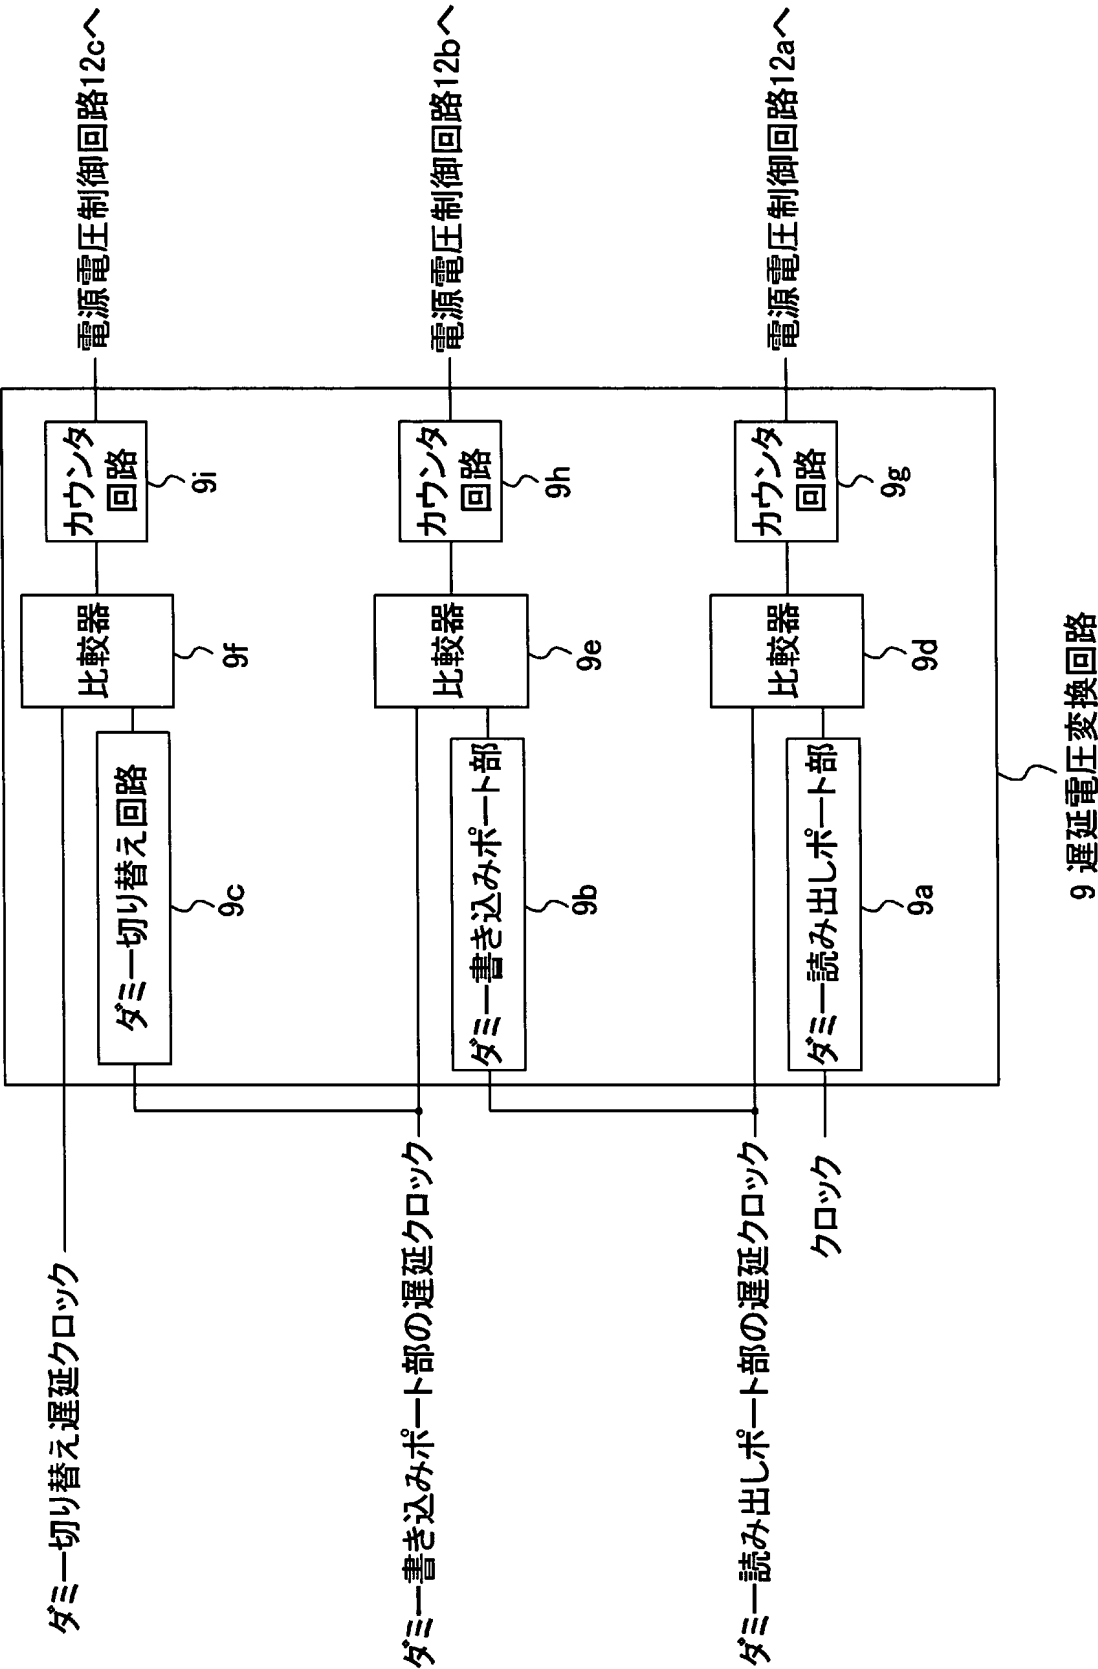 ダミー切り替え遅延クロック
ダミー切り替え回路
9c
比較器
9f
カウンタ
回路
9i
電源電圧制御回路12cへ
ダミー書き込みポート部の遅延クロック
ダミー書き込みポート部
9b
比較器
9e
カウンタ
回路
9h
電源電圧制御回路12bへ
ダミー読み出しポート部の遅延クロック
クロック
ダミー読み出しポート部
9a
比較器
9d
カウンタ
回路
9g
電源電圧制御回路12aへ
9 遅延電圧変換回路